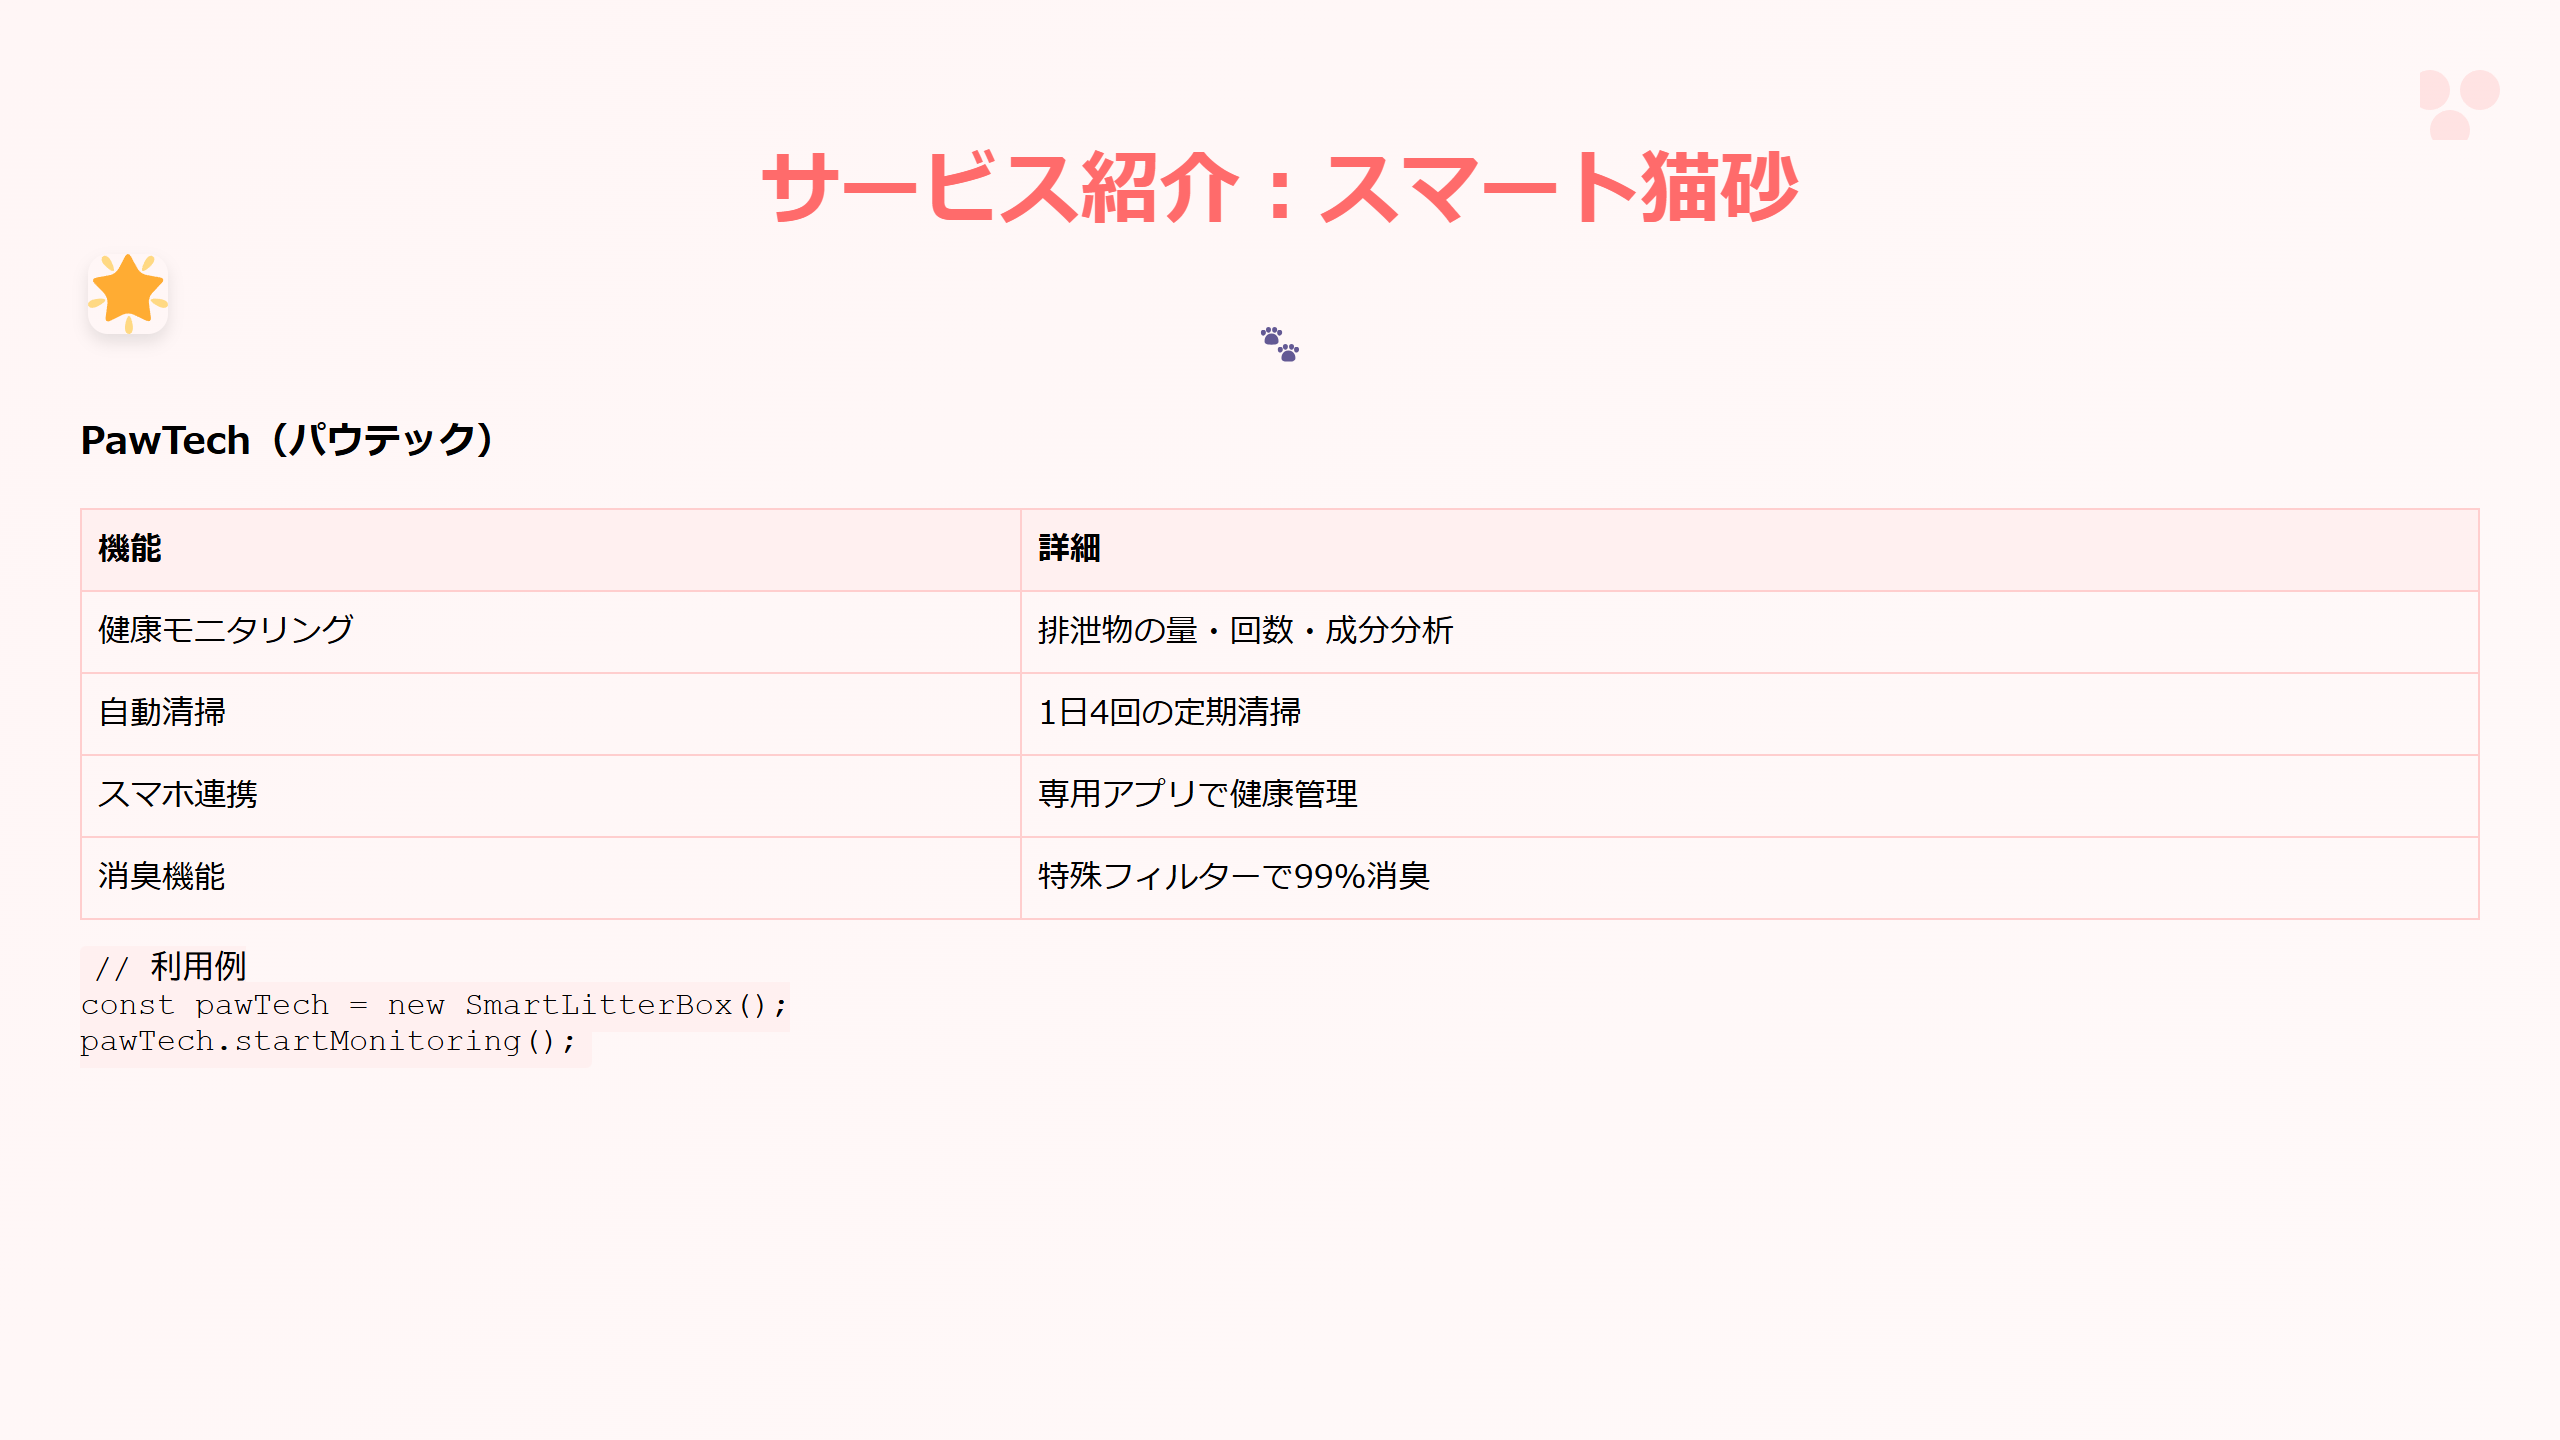 サービス紹介：スマート猫砂
PawTech（パウテック）
機能 詳細
健康モニタリング 排泄物の量・回数・成分分析
自動清掃 1日4回の定期清掃
スマホ連携 専用アプリで健康管理
消臭機能 特殊フィルターで99%消臭
// 利用例
const pawTech = new SmartLitterBox();
pawTech.startMonitoring();